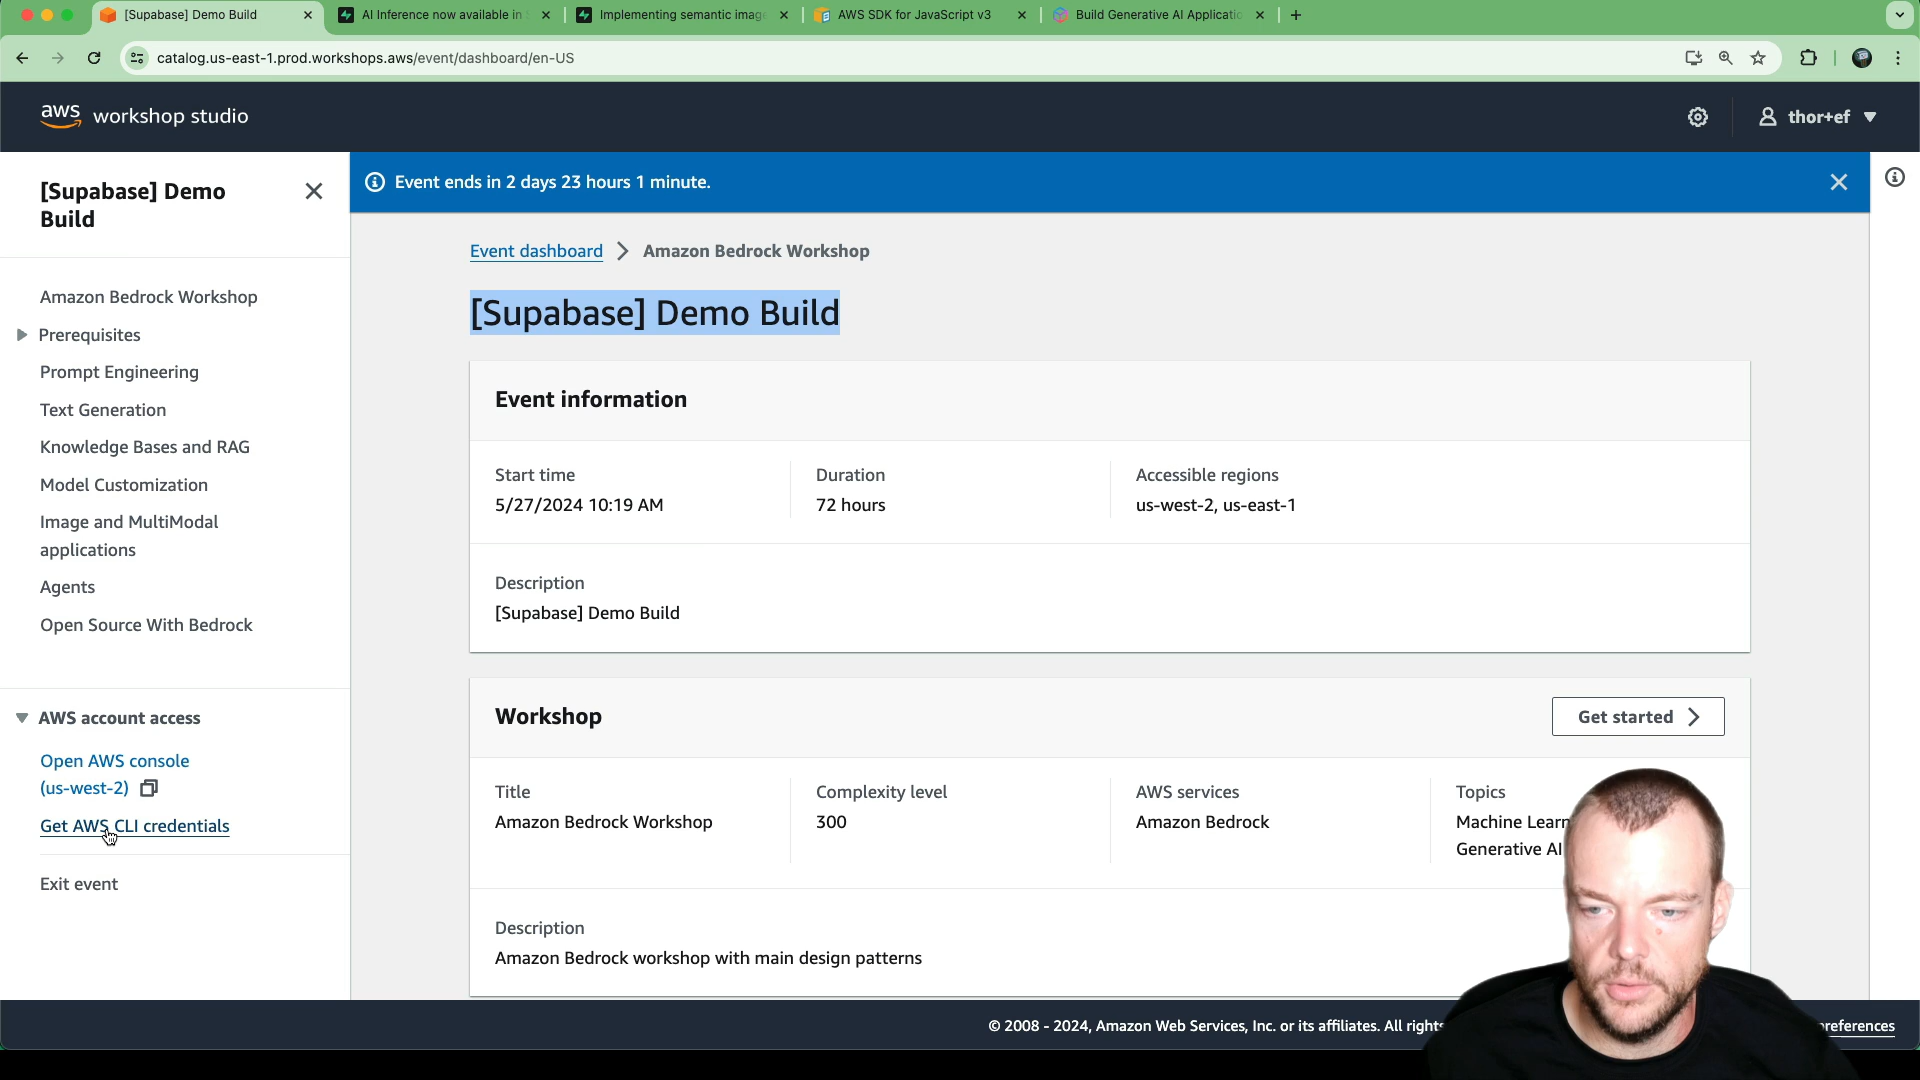 [Supabase] Demo Build
AI Inference now available in
Implementing semantic image
AWS SDK for JavaScript v3
Build Generative AI Applicatio
catalog.us-east-1.prod.workshops.aws/event/dashboard/en-US
aws workshop studio
thor+ef
[Supabase] Demo
Build
Event ends in 2 days 23 hours 1 minute.
Event dashboard
Amazon Bedrock Workshop
[Supabase] Demo Build
Amazon Bedrock Workshop
Prerequisites
Prompt Engineering
Text Generation
Knowledge Bases and RAG
Model Customization
Image and MultiModal
applications
Agents
Open Source With Bedrock
AWS account access
Open AWS console
(us-west-2)
Get AWS CLI credentials
Exit event
Event information
Start time
5/27/2024 10:19 AM
Duration
72 hours
Accessible regions
us-west-2, us-east-1
Description
[Supabase] Demo Build
Workshop
Get started
Title
Amazon Bedrock Workshop
Complexity level
300
AWS services
Amazon Bedrock
Topics
Machine Learn
Generative AI
Description
Amazon Bedrock workshop with main design patterns
© 2008 - 2024, Amazon Web Services, Inc. or its affiliates. All rights
preferences